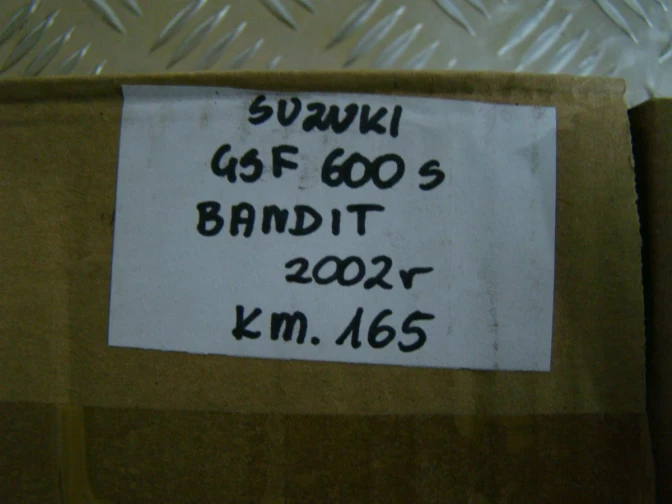 SUZUKI
GSF 600 S
BANDIT
2002r
Km. 165